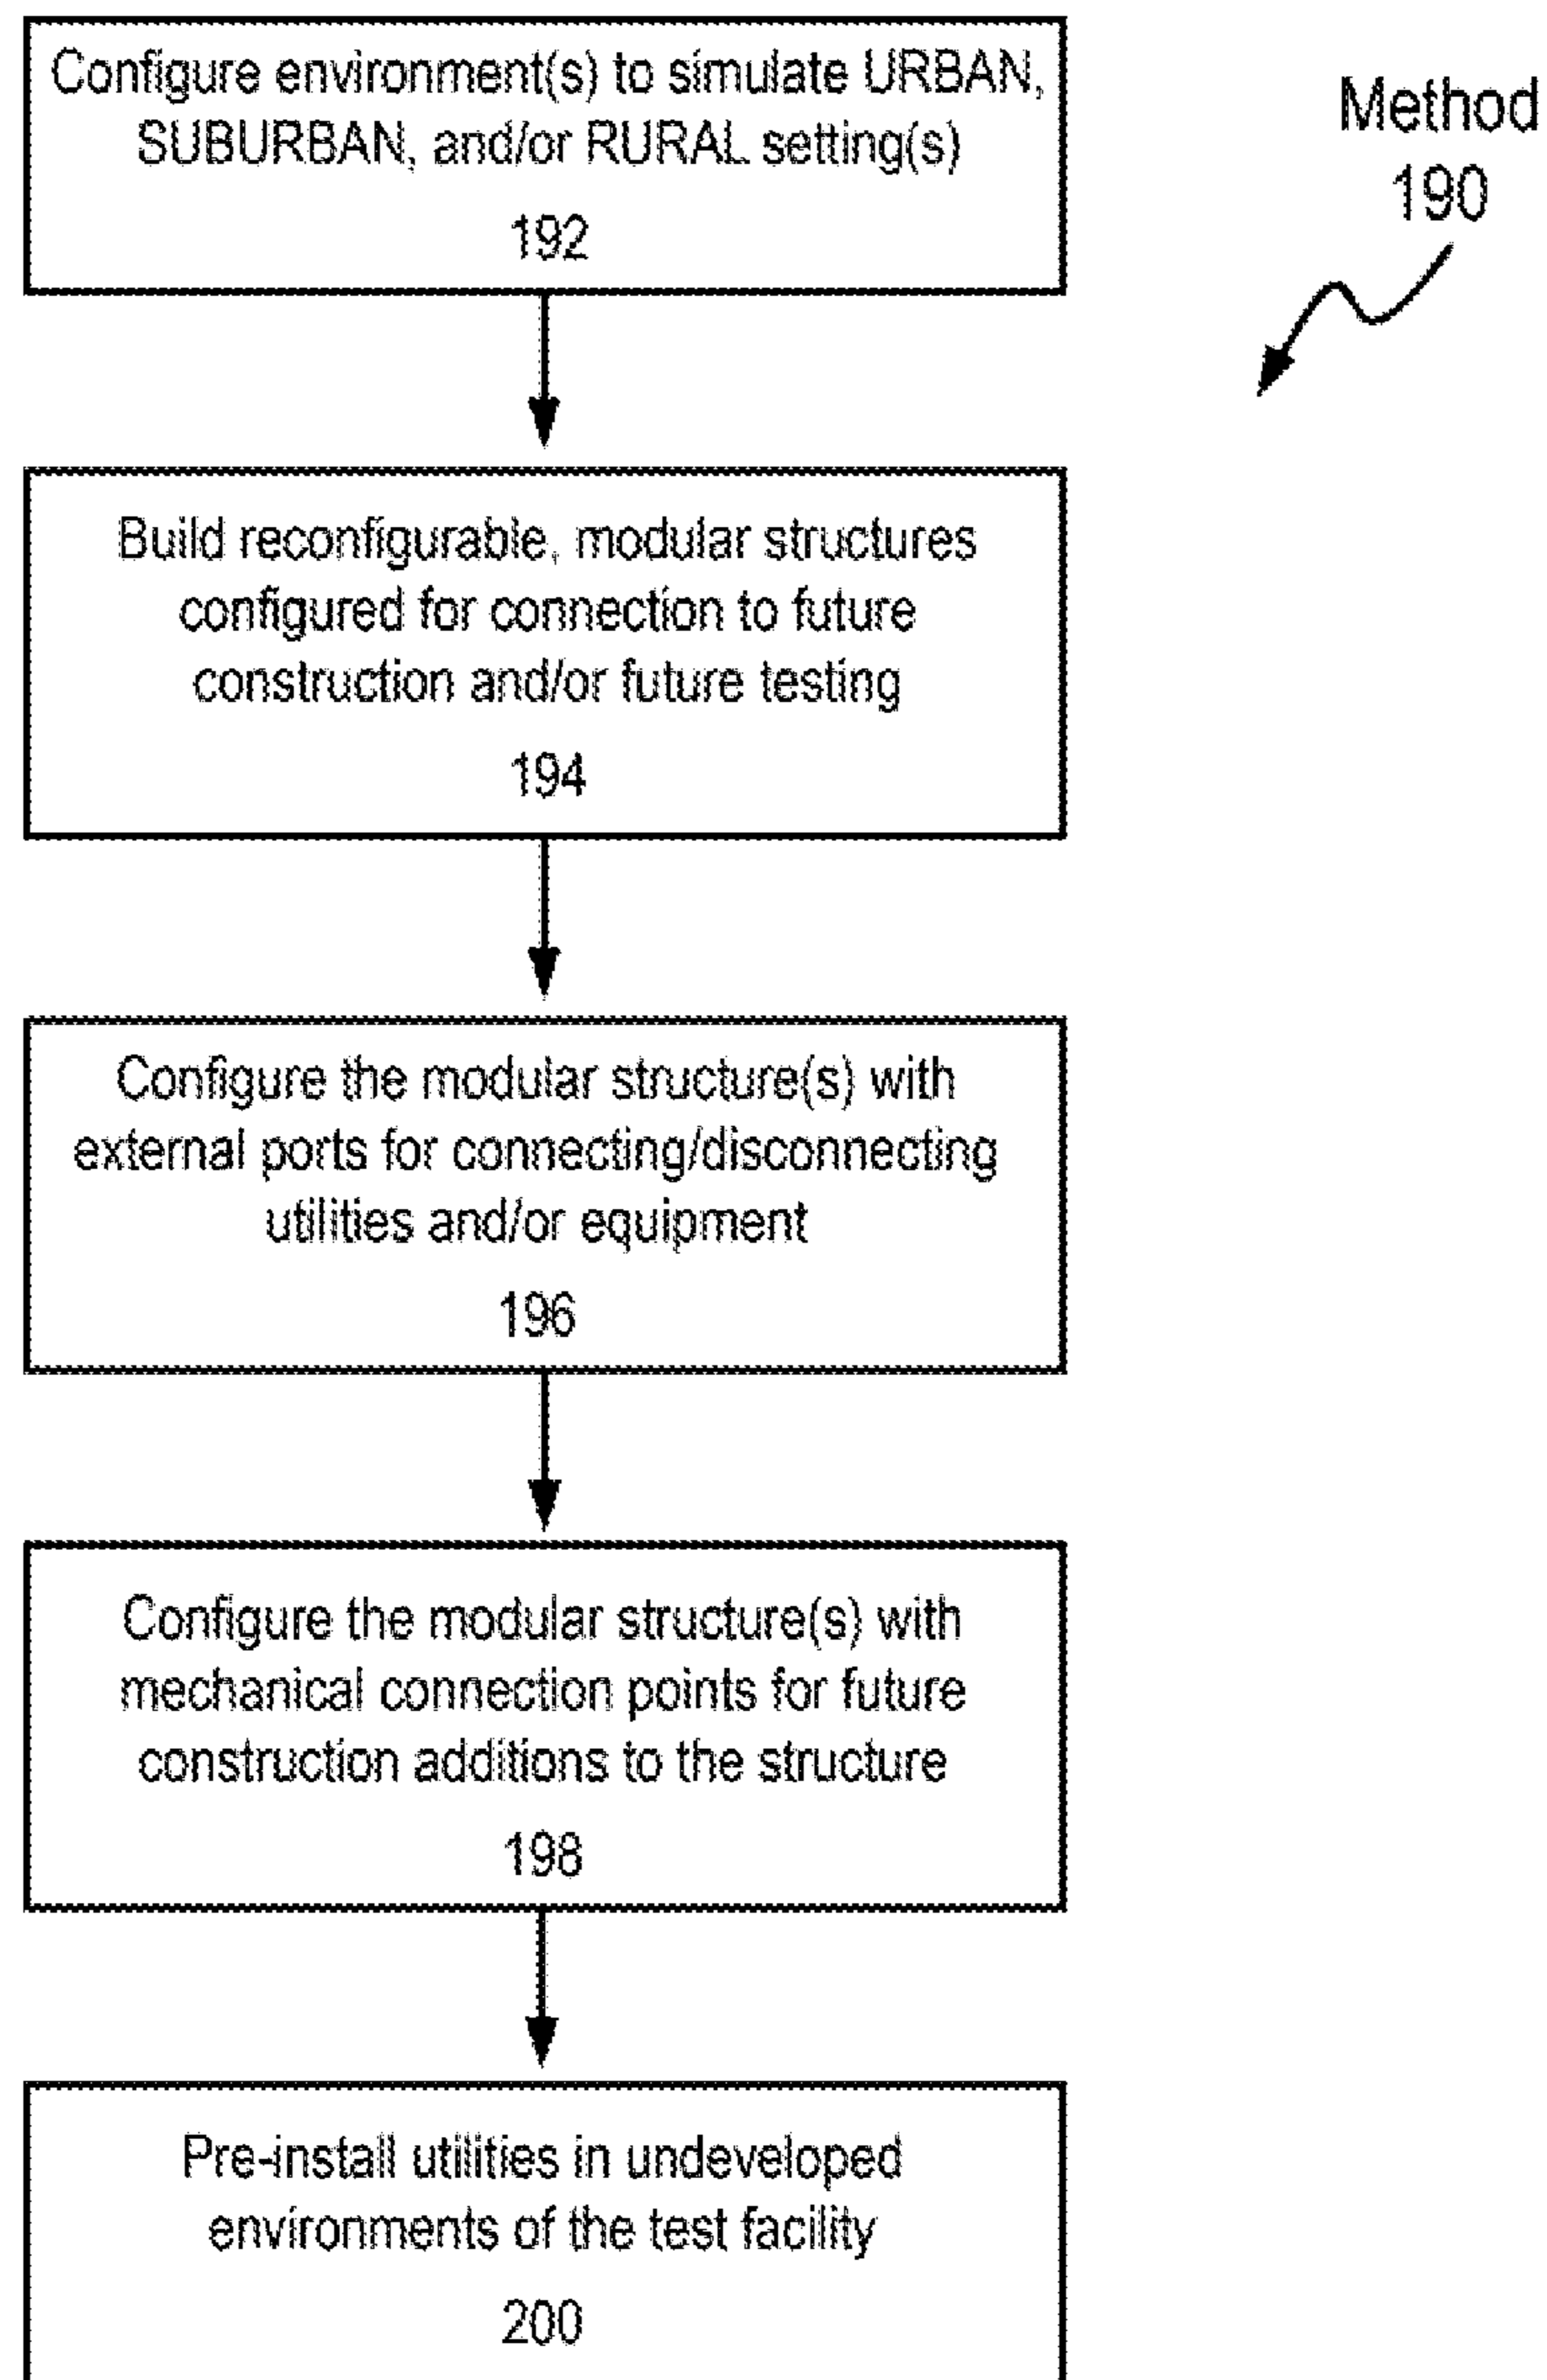 Configure environment(s) to simulate URBAN,
SUBURBAN, and/or RURAL setting(s)
192
Method
190
Build reconfigurable, modular structures
configured for connection to future
construction and/or future testing
194
Configure the modular structure(s) with
external ports for connecting/disconnecting
utilities and/or equipment
196
Configure the modular structure(s) with
mechanical connection points for future
construction additions to the structure
198
Pre-install utilities in undeveloped
environments of the test facility
200